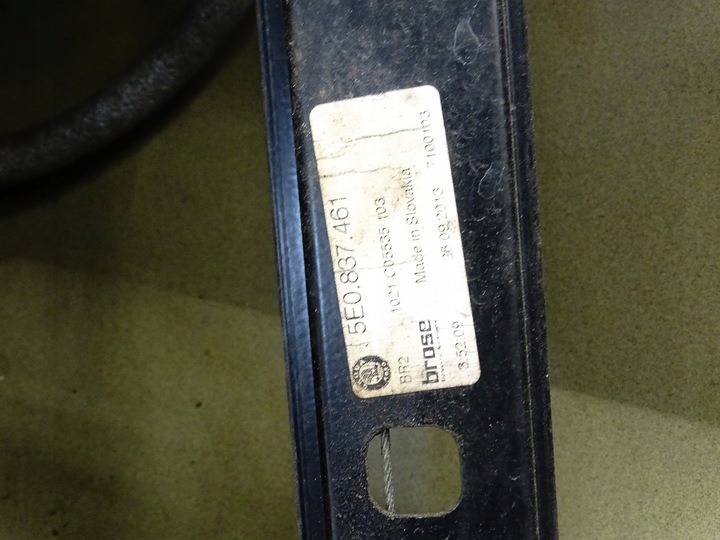 5E0.837.461
BR2 1021 C05535 103
brose Made in Slovakia
3.52.09 26.09.2013 7100103